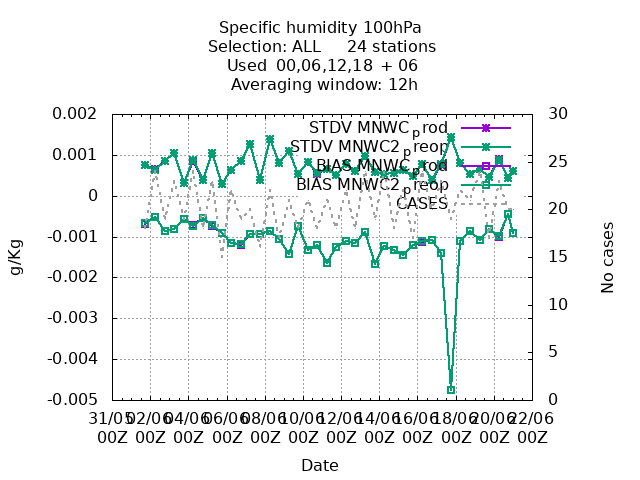 Specific humidity 100hPa
Selection: ALL 24 stations
Used 00,06,12,18 + 06
Averaging window: 12h
0.002
0.001
0
-0.001
-0.002
-0.003
-0.004
-0.005
30
25
20
15
10
5
0
STDV MNWC_prod
STDV MNWC2_preop
BIAS MNWC_prod
BIAS MNWC2_preop
CASES
g/Kg
No cases
31/05 02/06 04/06 06/06 08/06 10/06 12/06 14/06 16/06 18/06 20/06 22/06
00Z 00Z 00Z 00Z 00Z 00Z 00Z 00Z 00Z 00Z 00Z 00Z
Date